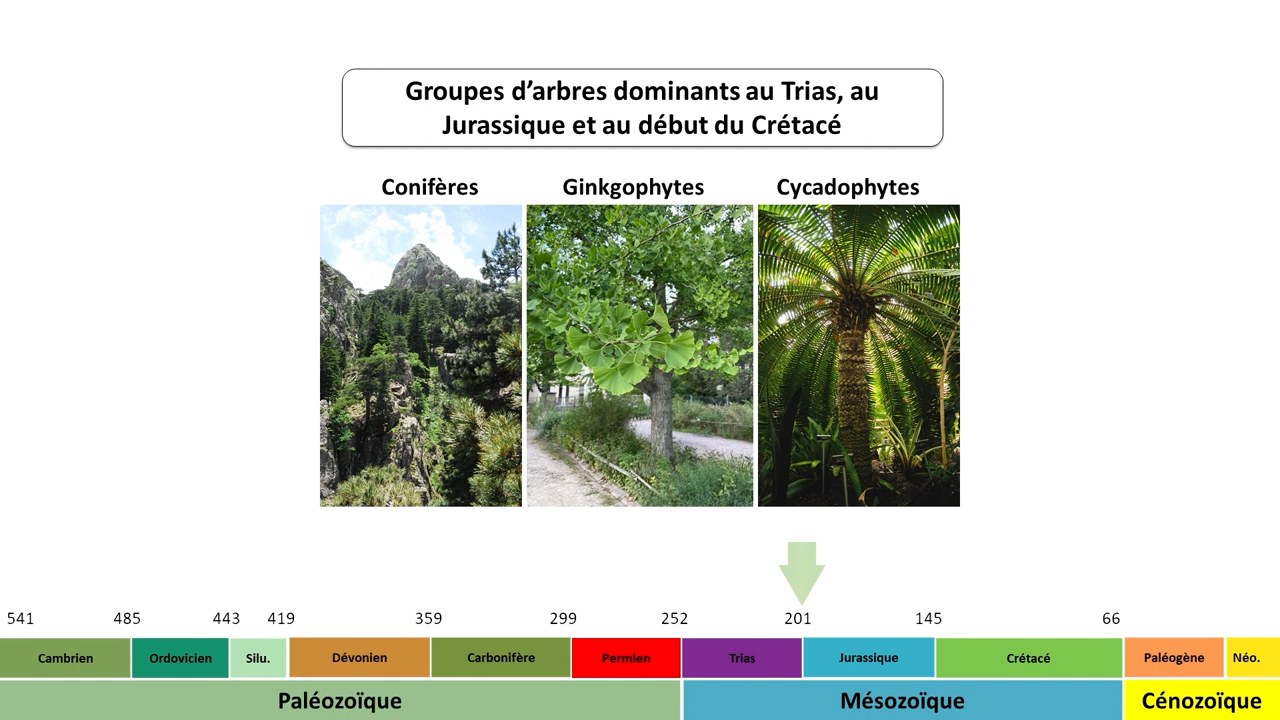 Groupes d’arbres dominants au Trias, au
Jurassique et au début du Crétacé
Conifères Ginkgophytes Cycadophytes
541 485 443 419 359 299 252 201 145 66
Cambrien Ordovicien Silu. Dévonien Carbonifère Permien Trias Jurassique Crétacé Paléogène Néo.
Paléozoïque Mésozoïque Cénozoïque